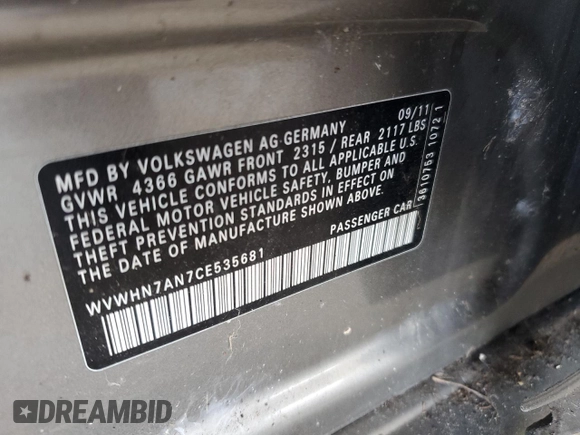 MFD BY VOLKSWAGEN AG GERMANY 09/11
GVWR 4366 GAWR FRONT 2315 / REAR 2117 LBS
THIS VEHICLE CONFORMS TO ALL APPLICABLE U.S.
FEDERAL MOTOR VEHICLE SAFETY, BUMPER AND
THEFT PREVENTION STANDARDS IN EFFECT ON
THE DATE OF MANUFACTURE SHOWN ABOVE.
PASSENGER CAR
WVWHN7AN7CE535681
3610753 1072 1
DREAMBID